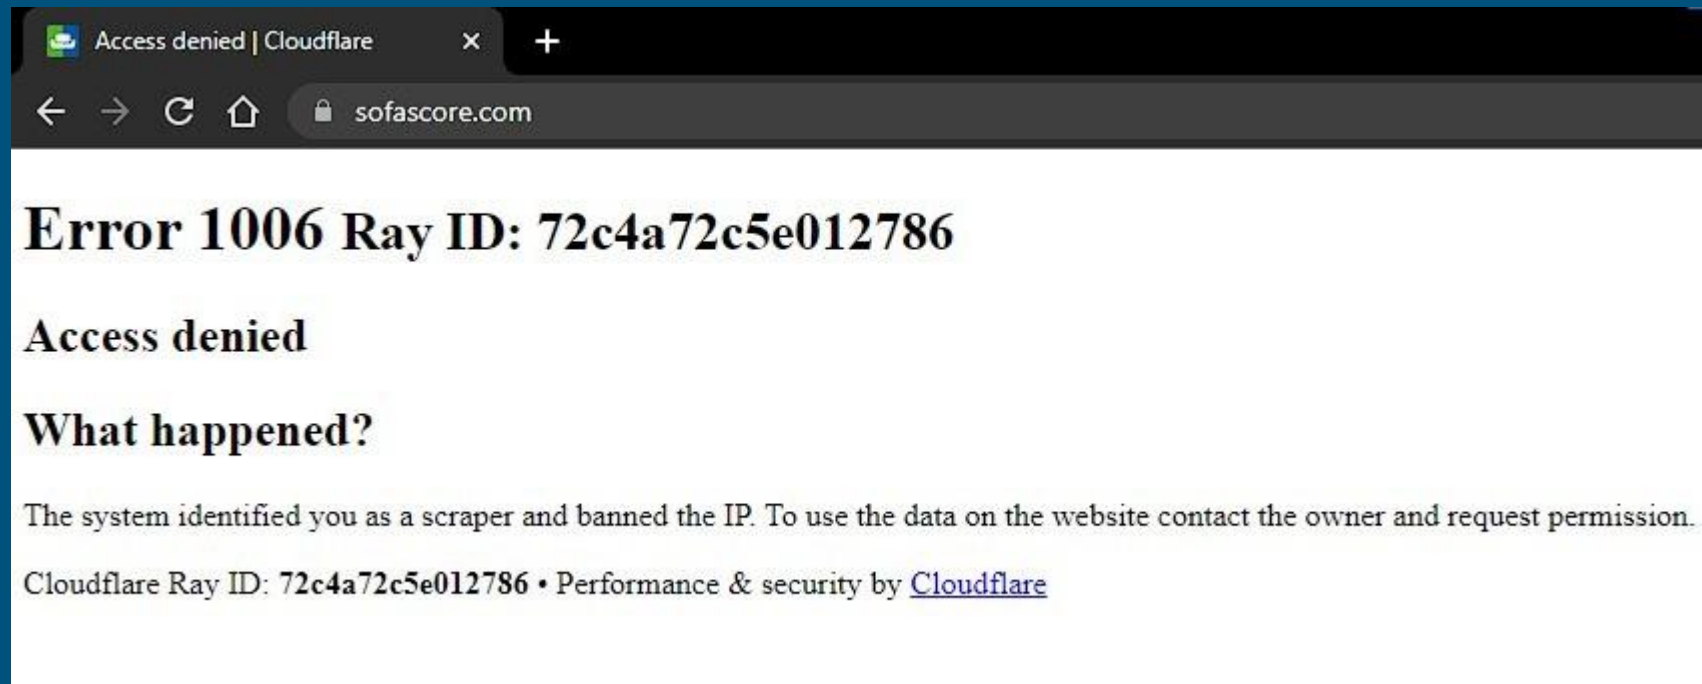 Access denied | Cloudflare
sofascore.com
Error 1006 Ray ID: 72c4a72c5e012786
Access denied
What happened?
The system identified you as a scraper and banned the IP. To use the data on the website contact the owner and request permission.
Cloudflare Ray ID: 72c4a72c5e012786 • Performance & security by Cloudflare